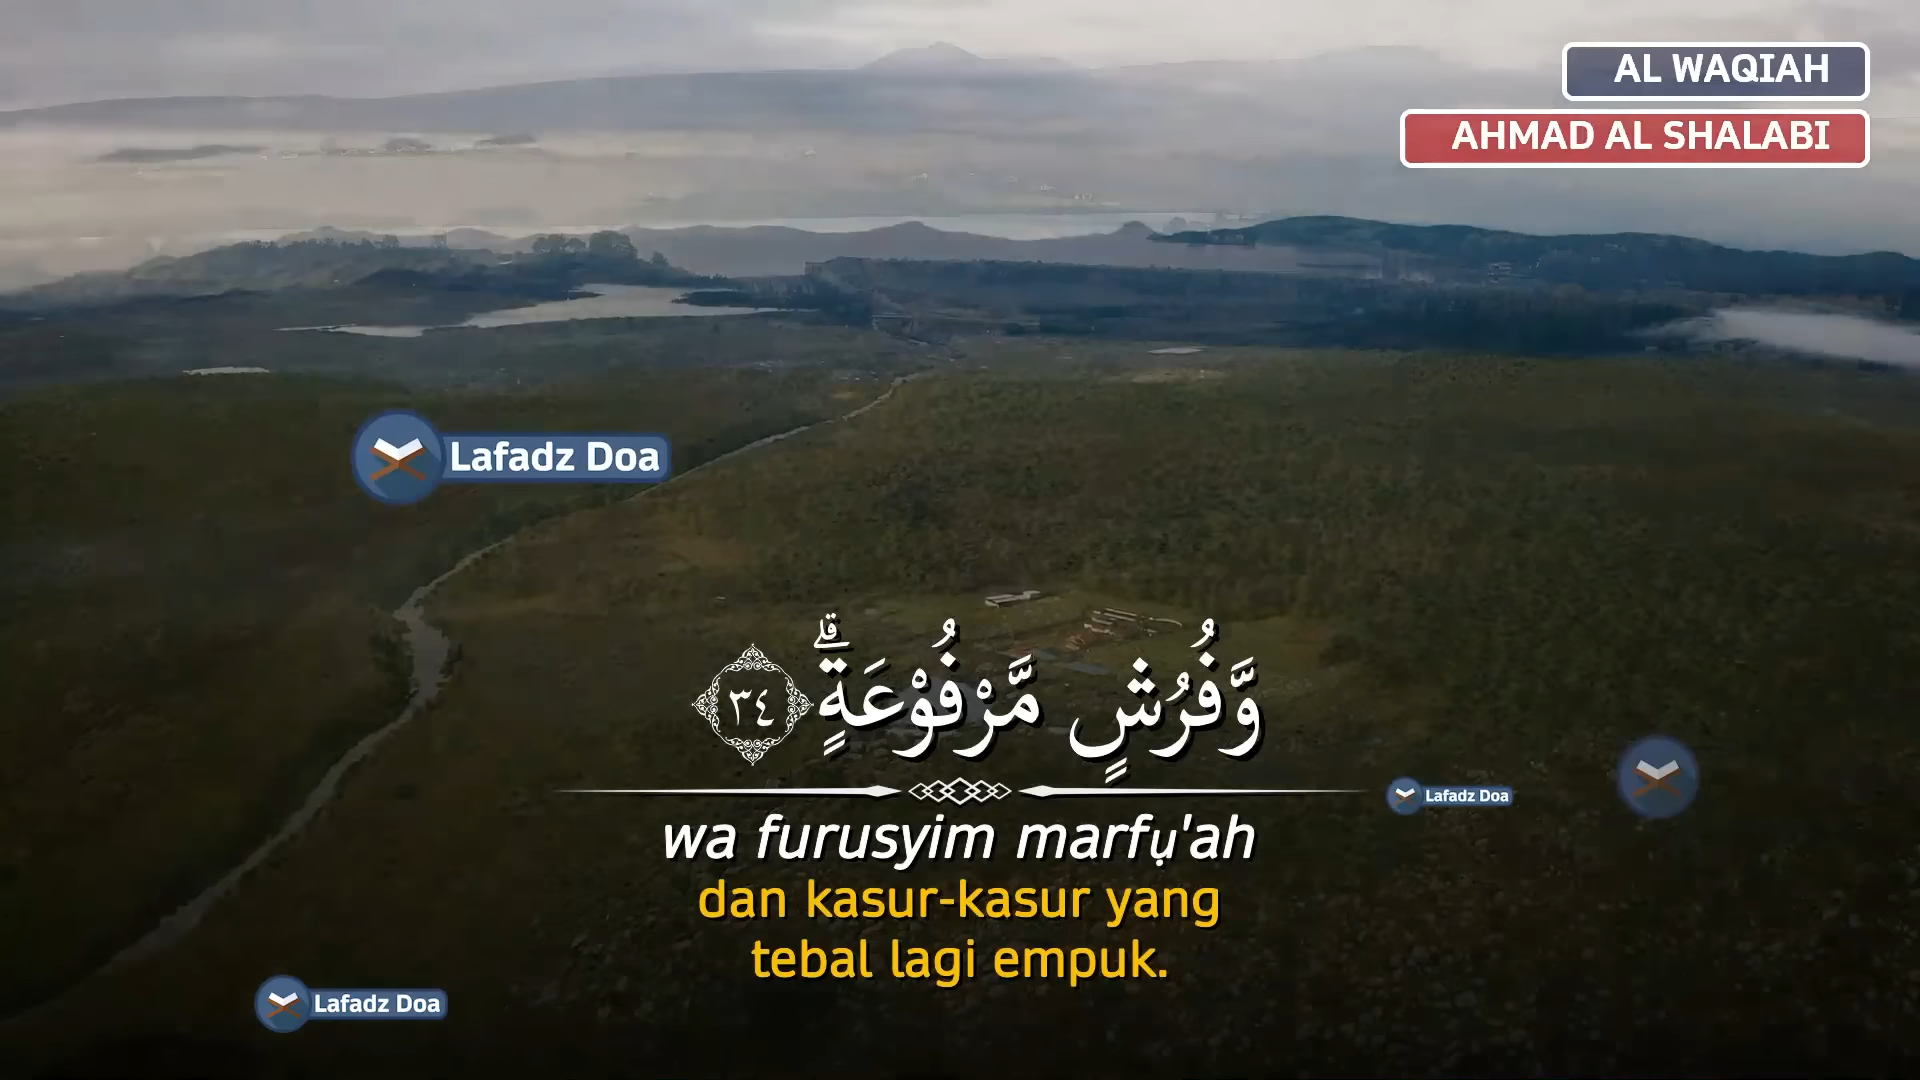 AL WAQIAH
AHMAD AL SHALABI
Lafadz Doa
وَّفُرُشٍ مَّرْفُوْعَةٍۗ ٣٤
Lafadz Doa
wa furusyim marfụ'ah
dan kasur-kasur yang
tebal lagi empuk.
Lafadz Doa